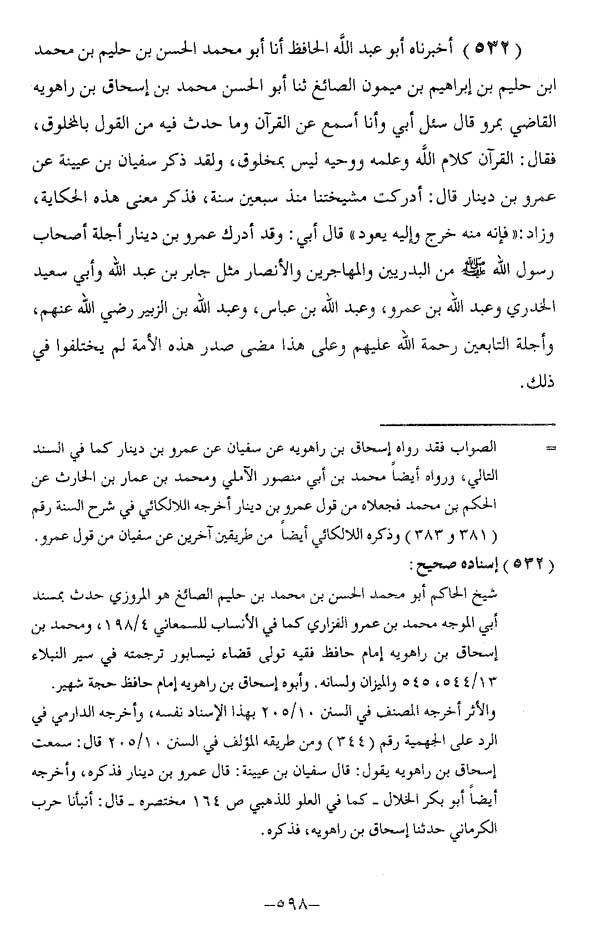 (٥٣٢) أخبرناه أبو عبد اللَّه الحافظ أنا أبو محمد الحسن بن حليم بن محمد
ابن حليم بن إبراهيم بن ميمون الصائغ ثنا أبو الحسن محمد بن إسحاق بن راهويه
القاضي بمرو قال سئل أبي وأنا أسمع عن القرآن وما حدث فيه من القول بالمخلوق،
فقال: القرآن كلام اللَّه وعلمه ووحيه ليس بمخلوق، ولقد ذكر سفيان بن عيينة عن
عمرو بن دينار قال: أدركت مشيختنا منذ سبعين سنة، فذكر معنى هذه الحكاية،
وزاد: «فإنه منه خرج وإليه يعود» قال أبي: وقد أدرك عمرو بن دينار أجلة أصحاب
رسول الله ﷺ من البدريين والمهاجرين والأنصار مثل جابر بن عبد الله وأبي سعيد
الخدري وعبد الله بن عمرو، وعبد الله بن عباس، وعبد الله بن الزبير رضي الله عنهم،
وأجلة التابعين رحمة الله عليهم وعلى هذا مضى صدر هذه الأمة لم يختلفوا في
ذلك.
= الصواب فقد رواه إسحاق بن راهويه عن سفيان عن عمرو بن دينار كما في السند
التالي، ورواه أيضاً محمد بن أبي منصور الآملي ومحمد بن عمار بن الحارث عن
الحكم بن محمد فجعلاه من قول عمرو بن دينار أخرجه اللالكائي في شرح السنة رقم
(٣٨١ و ٣٨٣) وذكره اللالكائي أيضاً من طريقين آخرين عن سفيان من قول عمرو.
(٥٣٢) إسناده صحيح:
شيخ الحاكم أبو محمد الحسن بن محمد بن حليم الصائغ هو المروزي حدث بمسند
أبي الموجه محمد بن عمرو الفزاري كما في الأنساب للسمعاني ١٩٨/٤، ومحمد بن
إسحاق بن راهويه إمام حافظ فقيه تولى قضاء نيسابور ترجمته في سير النبلاء
٥٤٤/١٣، ٥٤٥ والميزان ولسانه. وأبوه إسحاق بن راهويه إمام حافظ حجة شهير.
والأثر أخرجه المصنف في السنن ٢٠٥/١٠ بهذا الإسناد نفسه، وأخرجه الدارمي في
الرد على الجهمية رقم (٣٤٤) ومن طريقه المؤلف في السنن ٢٠٥/١٠ قال: سمعت
إسحاق بن راهويه يقول: قال سفيان بن عيينة: قال عمرو بن دينار فذكره، وأخرجه
أيضاً أبو بكر الخلال ـ كما في العلو للذهبي ص ١٦٤ مختصره ـ قال: أنبأنا حرب
الكرماني حدثنا إسحاق بن راهويه، فذكره.
–٥٩٨–